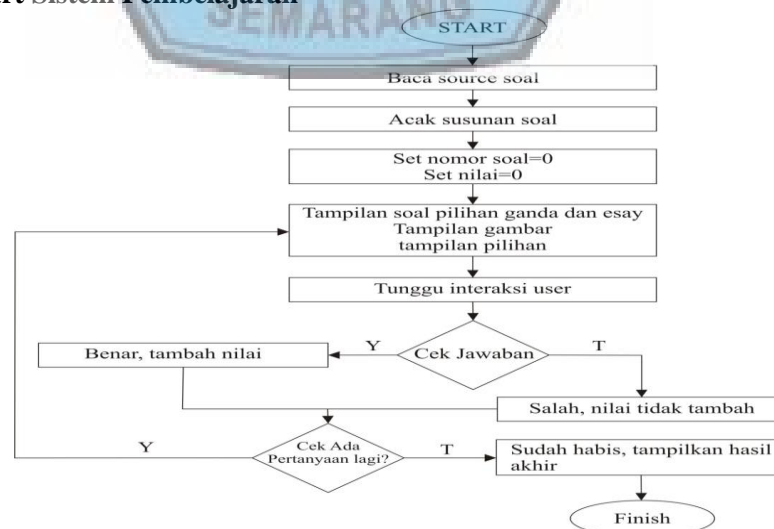 Sistem Pembelajaran
SEMARANG
START
Baca source soal
Acak susunan soal
Set nomor soal=0
Set nilai=0
Tampilan soal pilihan ganda dan esay
Tampilan gambar
tampilan pilihan
Tunggu interaksi user
Cek Jawaban
Y
T
Benar, tambah nilai
Salah, nilai tidak tambah
Cek Ada
Pertanyaan lagi?
Y
T
Sudah habis, tampilkan hasil
akhir
Finish